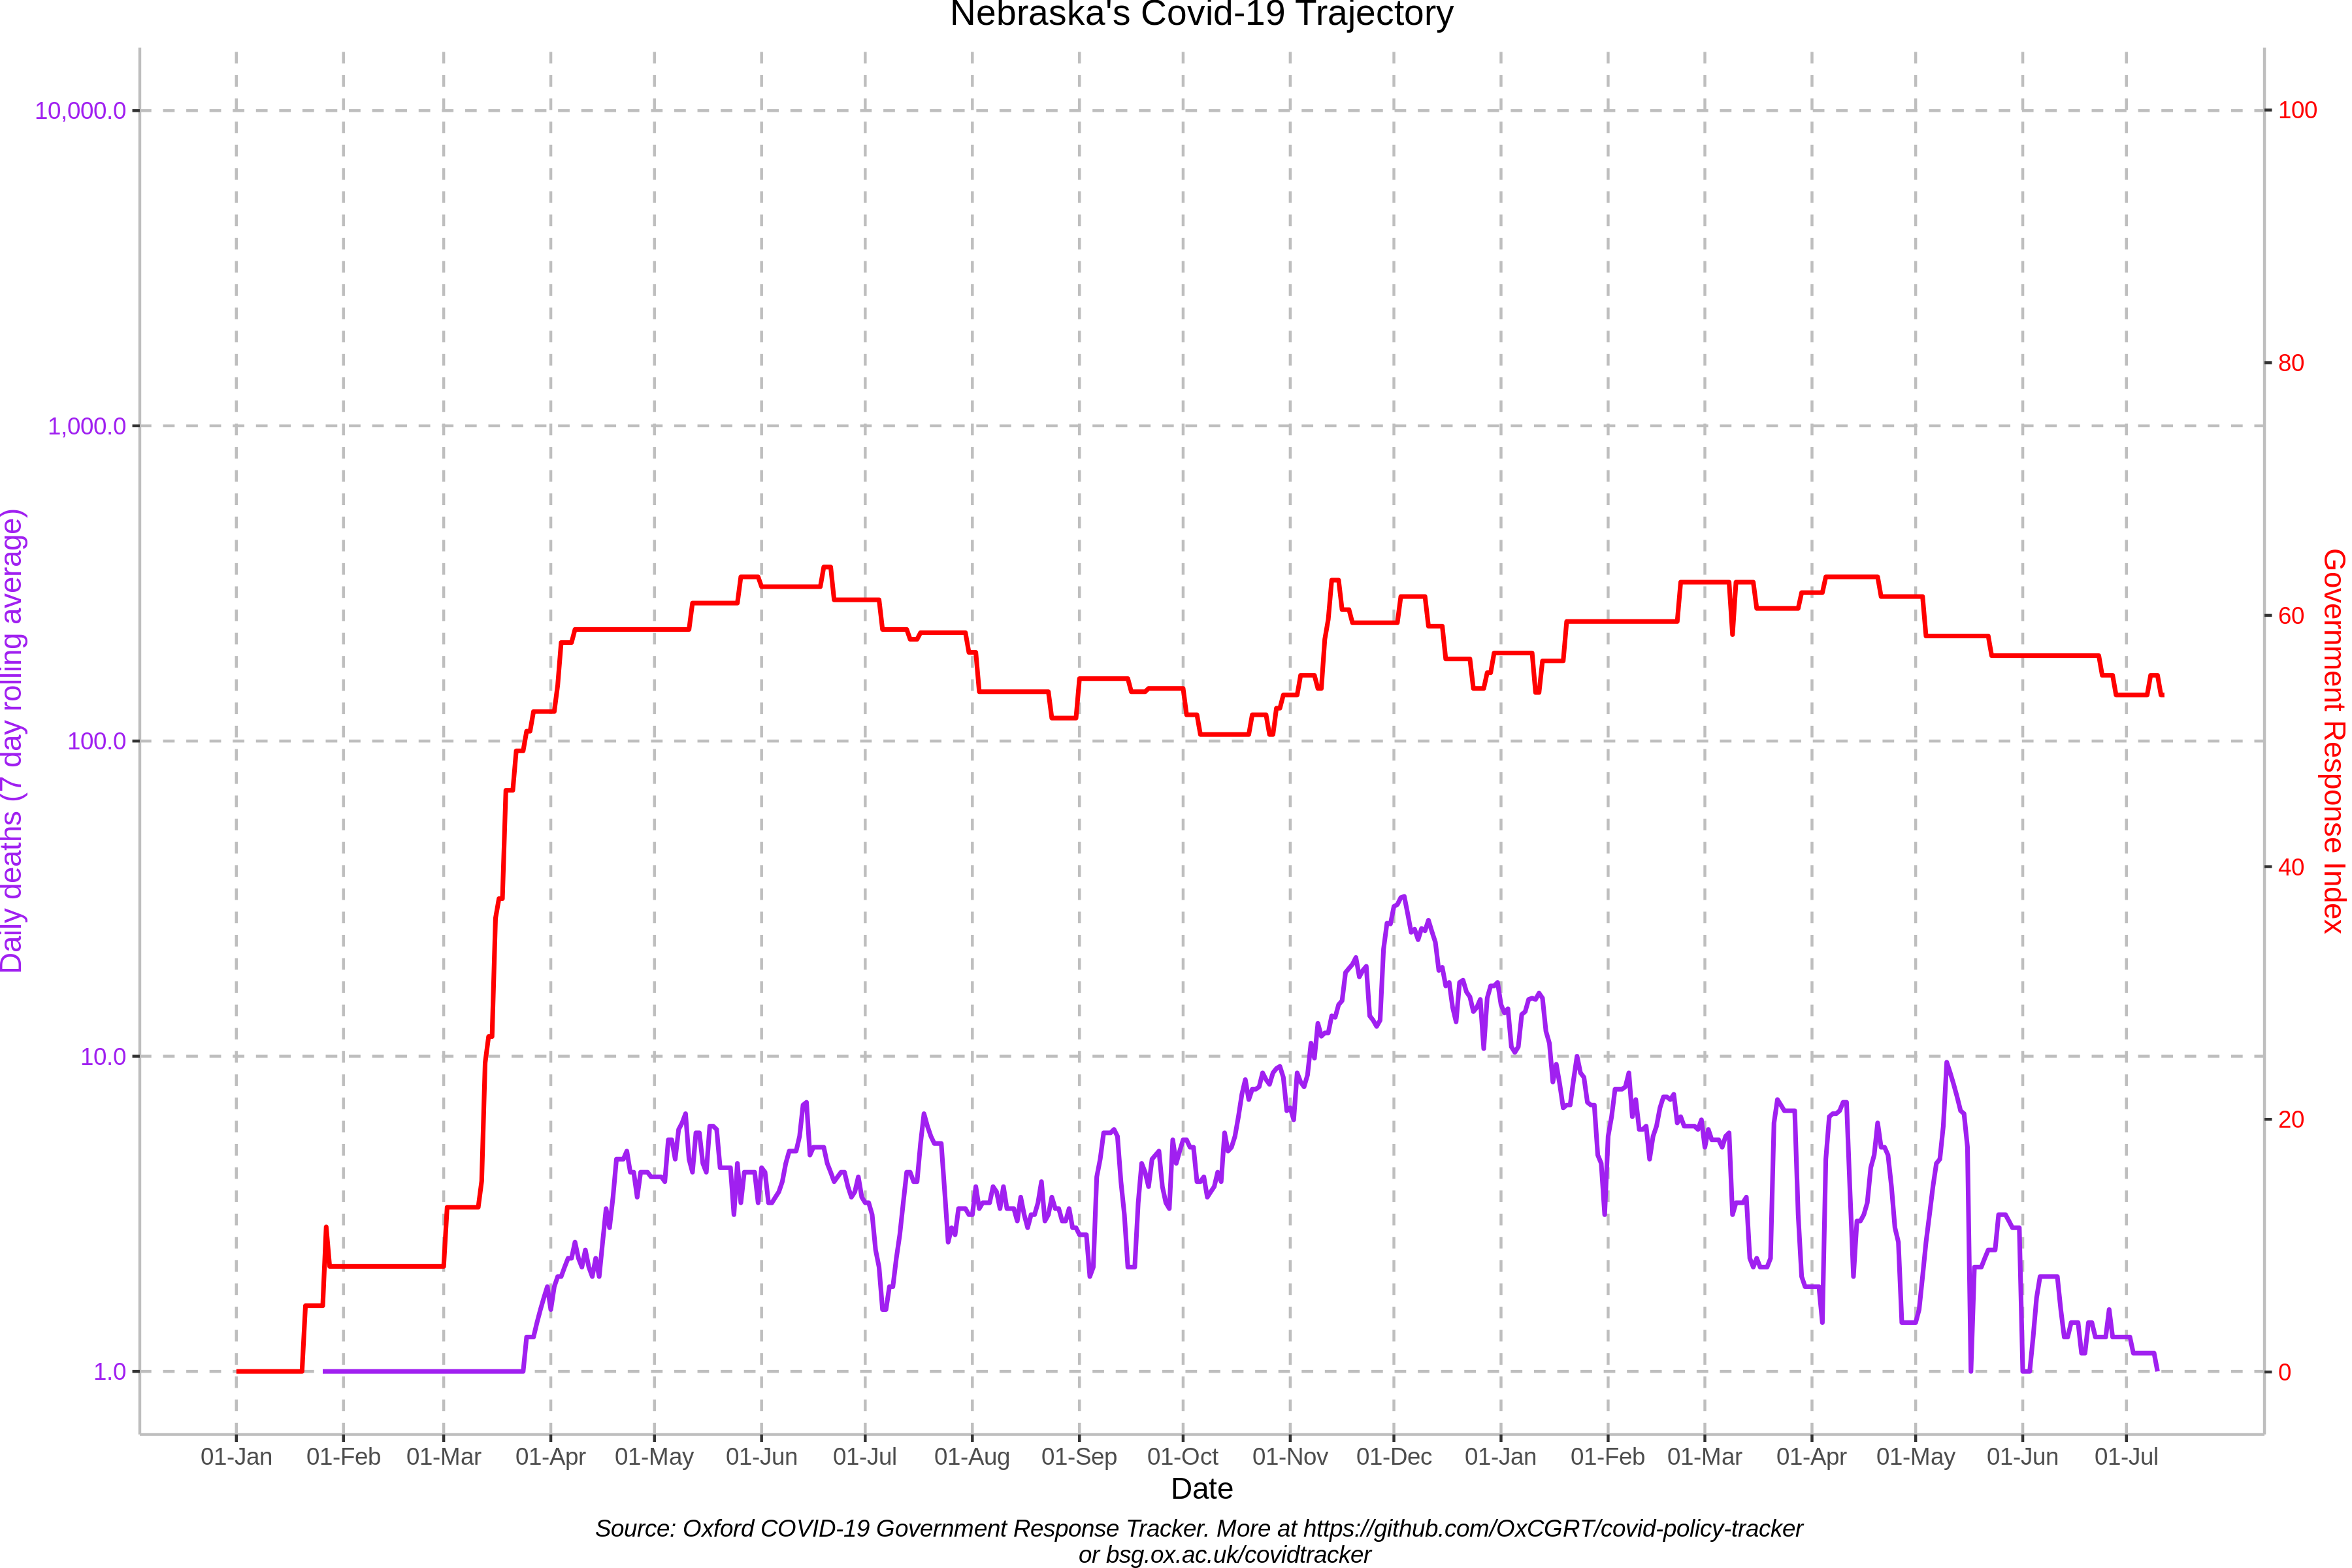 Nebraska's Covid-19 Trajectory
10,000.0
1,000.0
100.0
10.0
1.0
Daily deaths (7 day rolling average)
100
80
60
40
20
0
Government Response Index
01-Jan 01-Feb 01-Mar 01-Apr 01-May 01-Jun 01-Jul 01-Aug 01-Sep 01-Oct 01-Nov 01-Dec 01-Jan 01-Feb 01-Mar 01-Apr 01-May 01-Jun 01-Jul
Date
Source: Oxford COVID-19 Government Response Tracker. More at https://github.com/OxCGRT/covid-policy-tracker
or bsg.ox.ac.uk/covidtracker